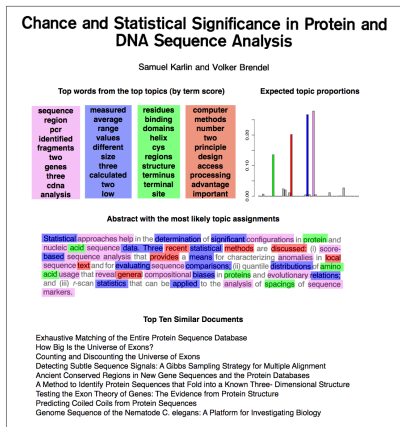 Chance and Statistical Significance in Protein and
DNA Sequence Analysis
Samuel Karlin and Volker Brendel
Top words from the top topics (by term score)
Expected topic proportions
sequence
region
pcr
identified
fragments
two
genes
three
cdna
analysis
measured
average
range
values
different
size
three
calculated
two
low
residues
binding
domains
helix
cys
regions
structure
terminus
terminal
site
computer
methods
number
two
principle
design
access
processing
advantage
important
0.20
0.10
0.00
Abstract with the most likely topic assignments
Statistical approaches help in the determination of significant configurations in protein and
nucleic acid sequence data. Three recent statistical methods are discussed: (i) score-
based sequence analysis that provides a means for characterizing anomalies in local
sequence text and for evaluating sequence comparisons; (ii) quantile distributions of amino
acid usage that reveal general compositional biases in proteins and evolutionary relations;
and (iii) r-scan statistics that can be applied to the analysis of spacings of sequence
markers.
Top Ten Similar Documents
Exhaustive Matching of the Entire Protein Sequence Database
How Big Is the Universe of Exons?
Counting and Discounting the Universe of Exons
Detecting Subtle Sequence Signals: A Gibbs Sampling Strategy for Multiple Alignment
Ancient Conserved Regions in New Gene Sequences and the Protein Databases
A Method to Identify Protein Sequences that Fold into a Known Three- Dimensional Structure
Testing the Exon Theory of Genes: The Evidence from Protein Structure
Predicting Coiled Coils from Protein Sequences
Genome Sequence of the Nematode C. elegans: A Platform for Investigating Biology